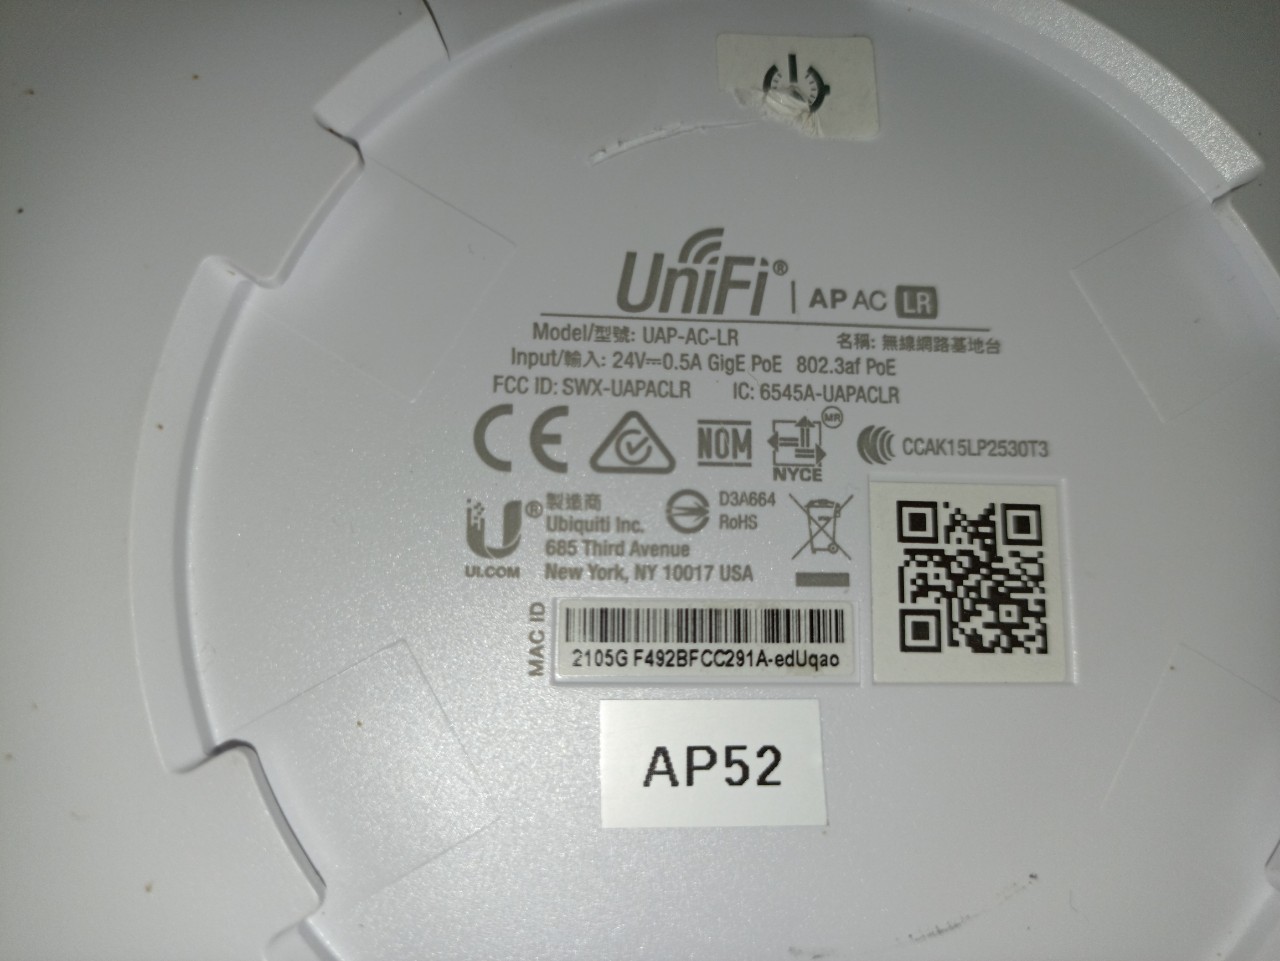 UniFi® | AP AC LR
Model/型號: UAP-AC-LR 名稱: 無線網路基地台
Input/輸入: 24V⎓0.5A GigE PoE 802.3af PoE
FCC ID: SWX-UAPACLR IC: 6545A-UAPACLR
CE NOM NYCE MR CCAK15LP2530T3
U® UI.COM
製造商
Ubiquiti Inc.
685 Third Avenue
New York, NY 10017 USA
D3A664
RoHS
MAC ID
2105G F492BFCC291A-edUqao
AP52